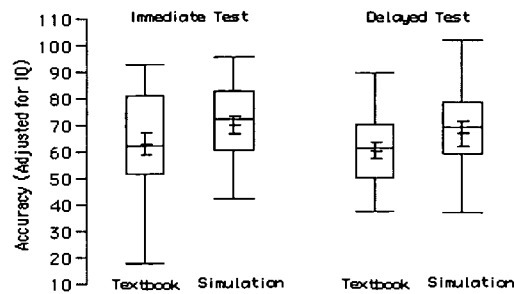 Immediate Test
Delayed Test
Accuracy (Adjusted for IQ)
110
100
90
80
70
60
50
40
30
20
10
Textbook
Simulation
Textbook
Simulation